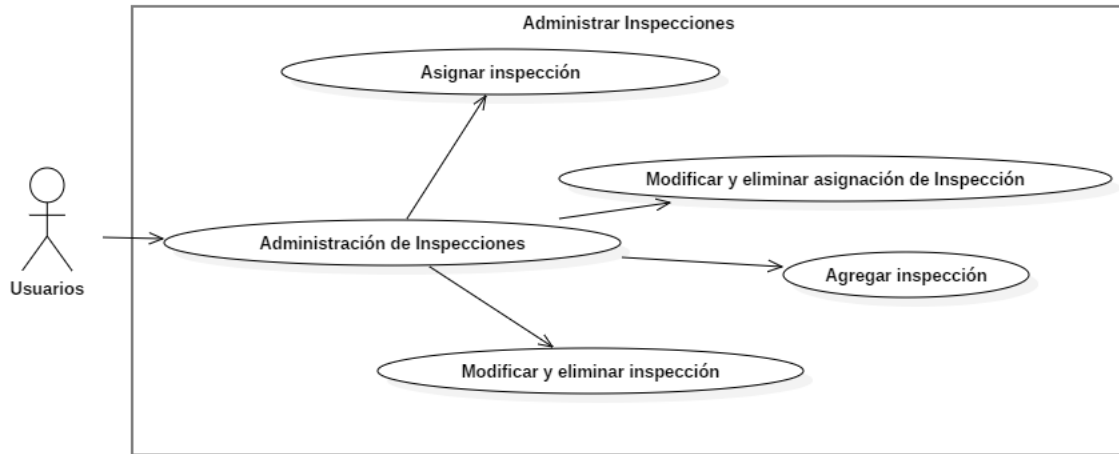 Administrar Inspecciones
Asignar inspección
Modificar y eliminar asignación de Inspección
Administración de Inspecciones
Agregar inspección
Usuarios
Modificar y eliminar inspección